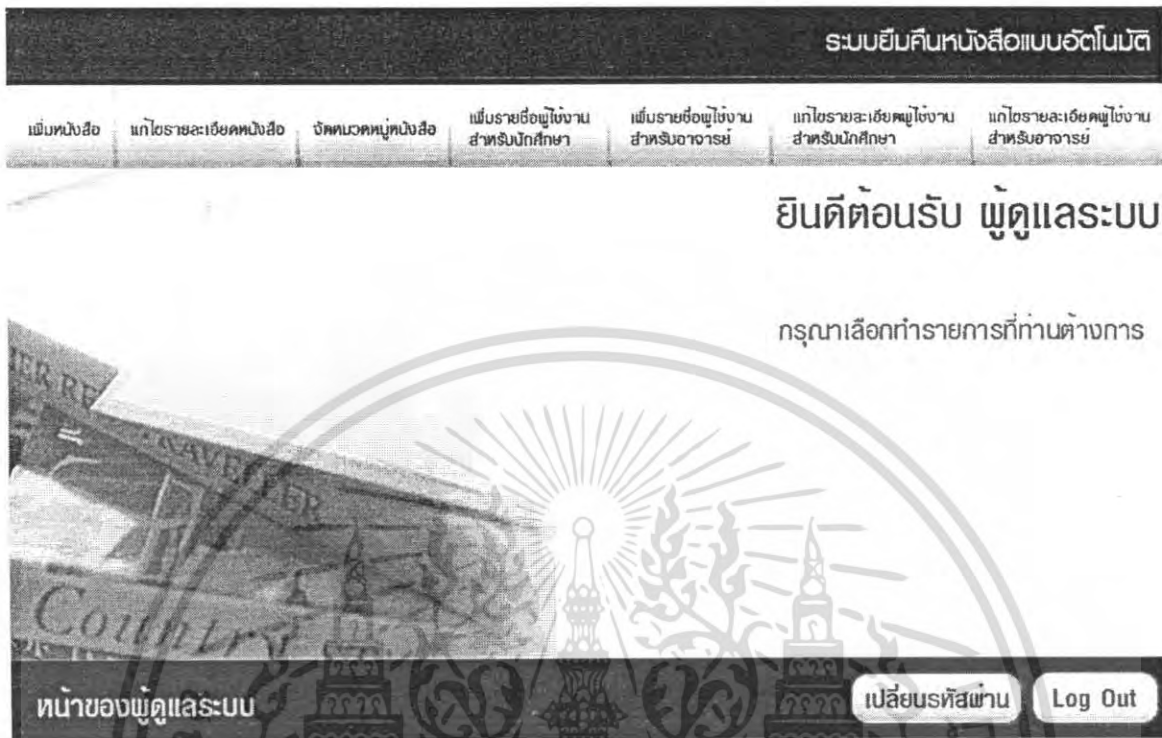 ระบบยืมคืนหนังสือแบบอัตโนมัติ
เพิ่มหนังสือ
แก้ไขรายละเอียดหนังสือ
จัดหมวดหมู่หนังสือ
เพิ่มรายชื่อผู้ใช้งาน
สำหรับนักศึกษา
เพิ่มรายชื่อผู้ใช้งาน
สำหรับอาจารย์
แก้ไขรายละเอียดผู้ใช้งาน
สำหรับนักศึกษา
แก้ไขรายละเอียดผู้ใช้งาน
สำหรับอาจารย์
ยินดีต้อนรับ ผู้ดูแลระบบ
กรุณาเลือกทำรายการที่ท่านต้างการ
TRAVELLER
Country
หน้าของผู้ดูแลระบบ
เปลี่ยนรหัสผ่าน
Log Out